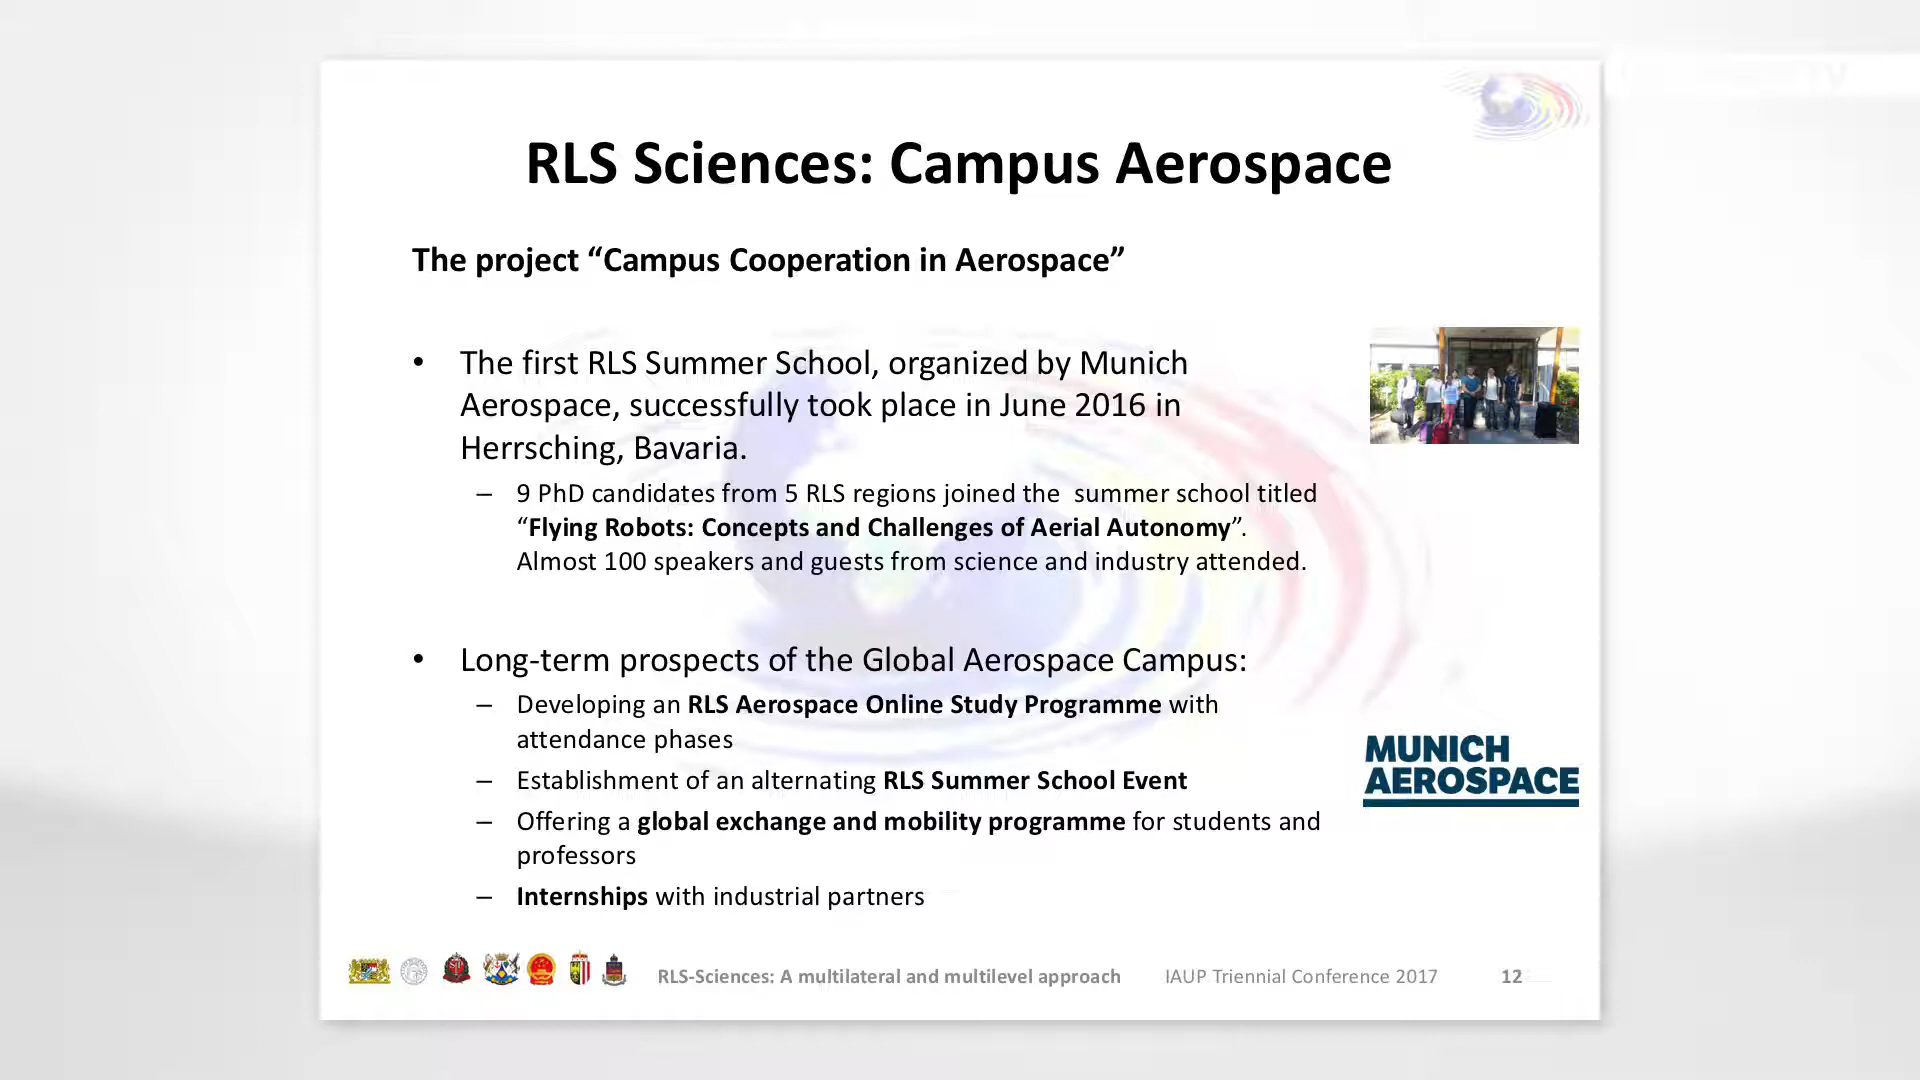 RLS Sciences: Campus Aerospace
The project “Campus Cooperation in Aerospace”
• The first RLS Summer School, organized by Munich
Aerospace, successfully took place in June 2016 in
Herrsching, Bavaria.
– 9 PhD candidates from 5 RLS regions joined the summer school titled
“Flying Robots: Concepts and Challenges of Aerial Autonomy”.
Almost 100 speakers and guests from science and industry attended.
• Long-term prospects of the Global Aerospace Campus:
– Developing an RLS Aerospace Online Study Programme with
attendance phases
– Establishment of an alternating RLS Summer School Event
– Offering a global exchange and mobility programme for students and
professors
– Internships with industrial partners
MUNICH
AEROSPACE
RLS-Sciences: A multilateral and multilevel approach IAUP Triennial Conference 2017 12